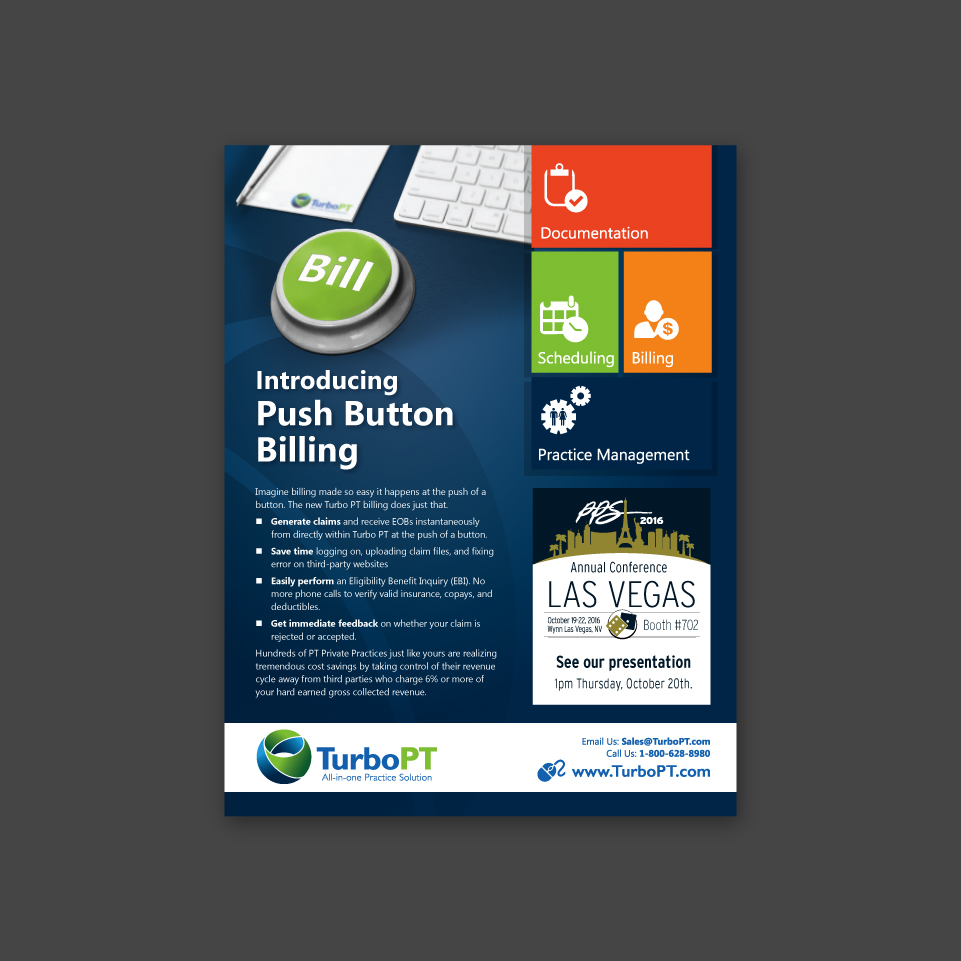 TurboPT
Bill
Documentation
Scheduling
Billing
Practice Management
Introducing
Push Button
Billing
Imagine billing made so easy it happens at the push of a
button. The new Turbo PT billing does just that.
Generate claims and receive EOBs instantaneously
from directly within Turbo PT at the push of a button.
Save time logging on, uploading claim files, and fixing
error on third-party websites
Easily perform an Eligibility Benefit Inquiry (EBI). No
more phone calls to verify valid insurance, copays, and
deductibles.
Get immediate feedback on whether your claim is
rejected or accepted.
Hundreds of PT Private Practices just like yours are realizing
tremendous cost savings by taking control of their revenue
cycle away from third parties who charge 6% or more of
your hard earned gross collected revenue.
PPS 2016
Annual Conference
LAS VEGAS
October 19-22, 2016
Wynn Las Vegas, NV
Booth #702
See our presentation
1pm Thursday, October 20th.
TurboPT
All-in-one Practice Solution
Email Us: Sales@TurboPT.com
Call Us: 1-800-628-8980
www.TurboPT.com